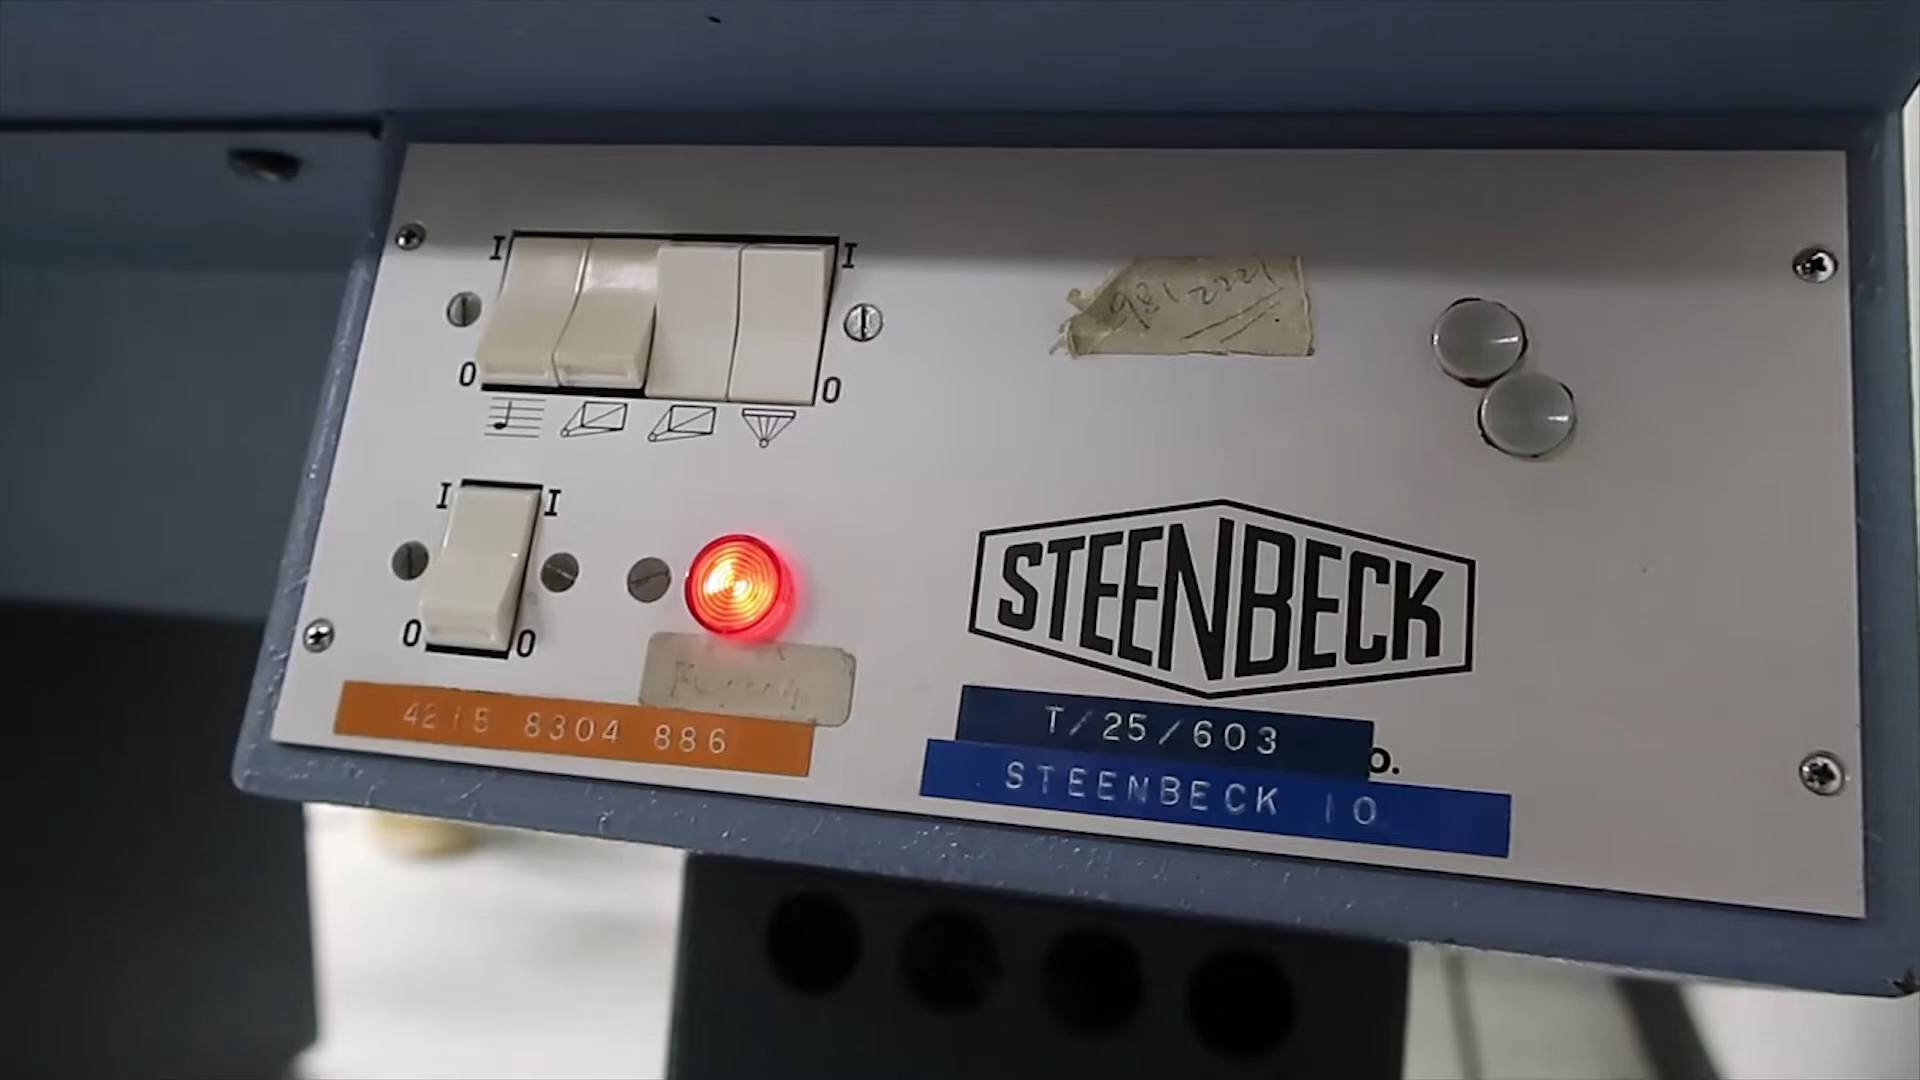 I I
0 0
I I
0 0
STEENBECK
4215 8304 886
T/25/603
o.
STEENBECK 10